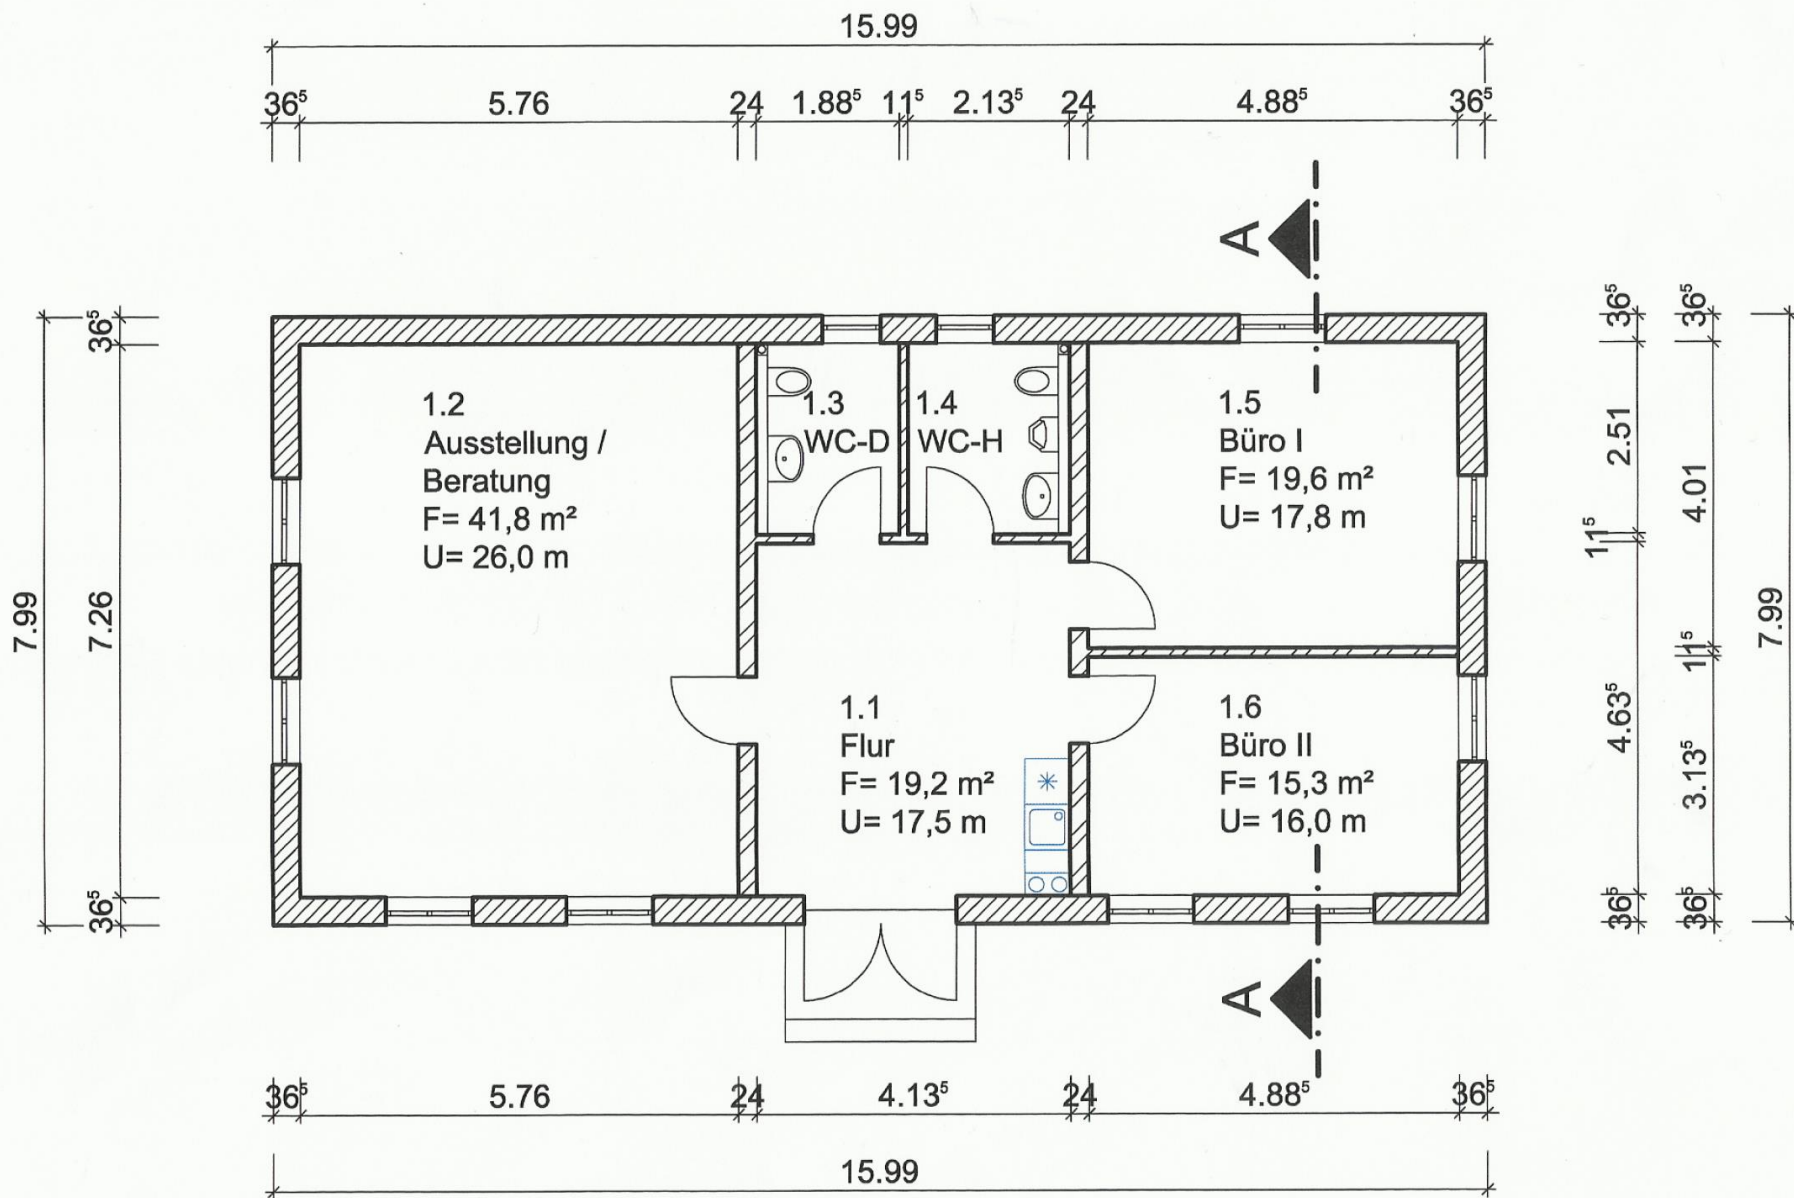 15.99
36⁵ 5.76 24 1.88⁵ 11⁵ 2.13⁵ 24 4.88⁵ 36⁵
A
36⁵
7.26
36⁵
7.99
1.2
Ausstellung /
Beratung
F= 41,8 m²
U= 26,0 m
1.3
WC-D
1.4
WC-H
1.5
Büro I
F= 19,6 m²
U= 17,8 m
1.1
Flur
F= 19,2 m²
U= 17,5 m
1.6
Büro II
F= 15,3 m²
U= 16,0 m
36⁵
2.51
11⁵
4.63⁵
36⁵
36⁵
4.01
11⁵
3.13⁵
36⁵
7.99
A
36⁵ 5.76 24 4.13⁵ 24 4.88⁵ 36⁵
15.99